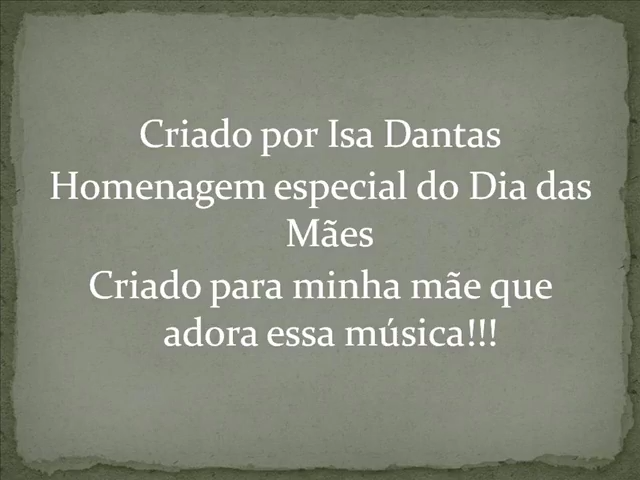 Criado por Isa Dantas
Homenagem especial do Dia das
Mães
Criado para minha mãe que
adora essa música!!!